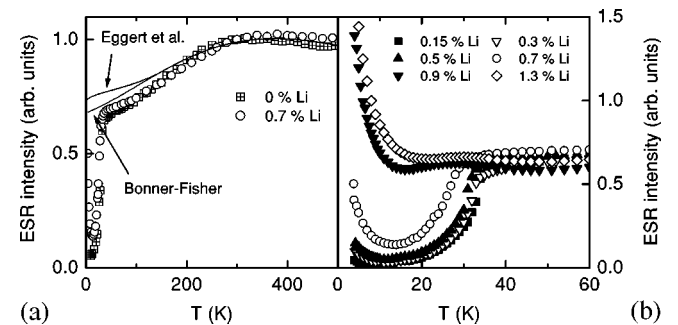 1.0
0.5
0.0
ESR intensity (arb. units)
Eggert et al.
0 % Li
0.7 % Li
Bonner-Fisher
0 200 400
T (K)
(a)
0.15 % Li 0.3 % Li
0.5 % Li 0.7 % Li
0.9 % Li 1.3 % Li
0 20 40 60
T (K)
1.5
1.0
0.5
0.0
ESR intensity (arb. units)
(b)